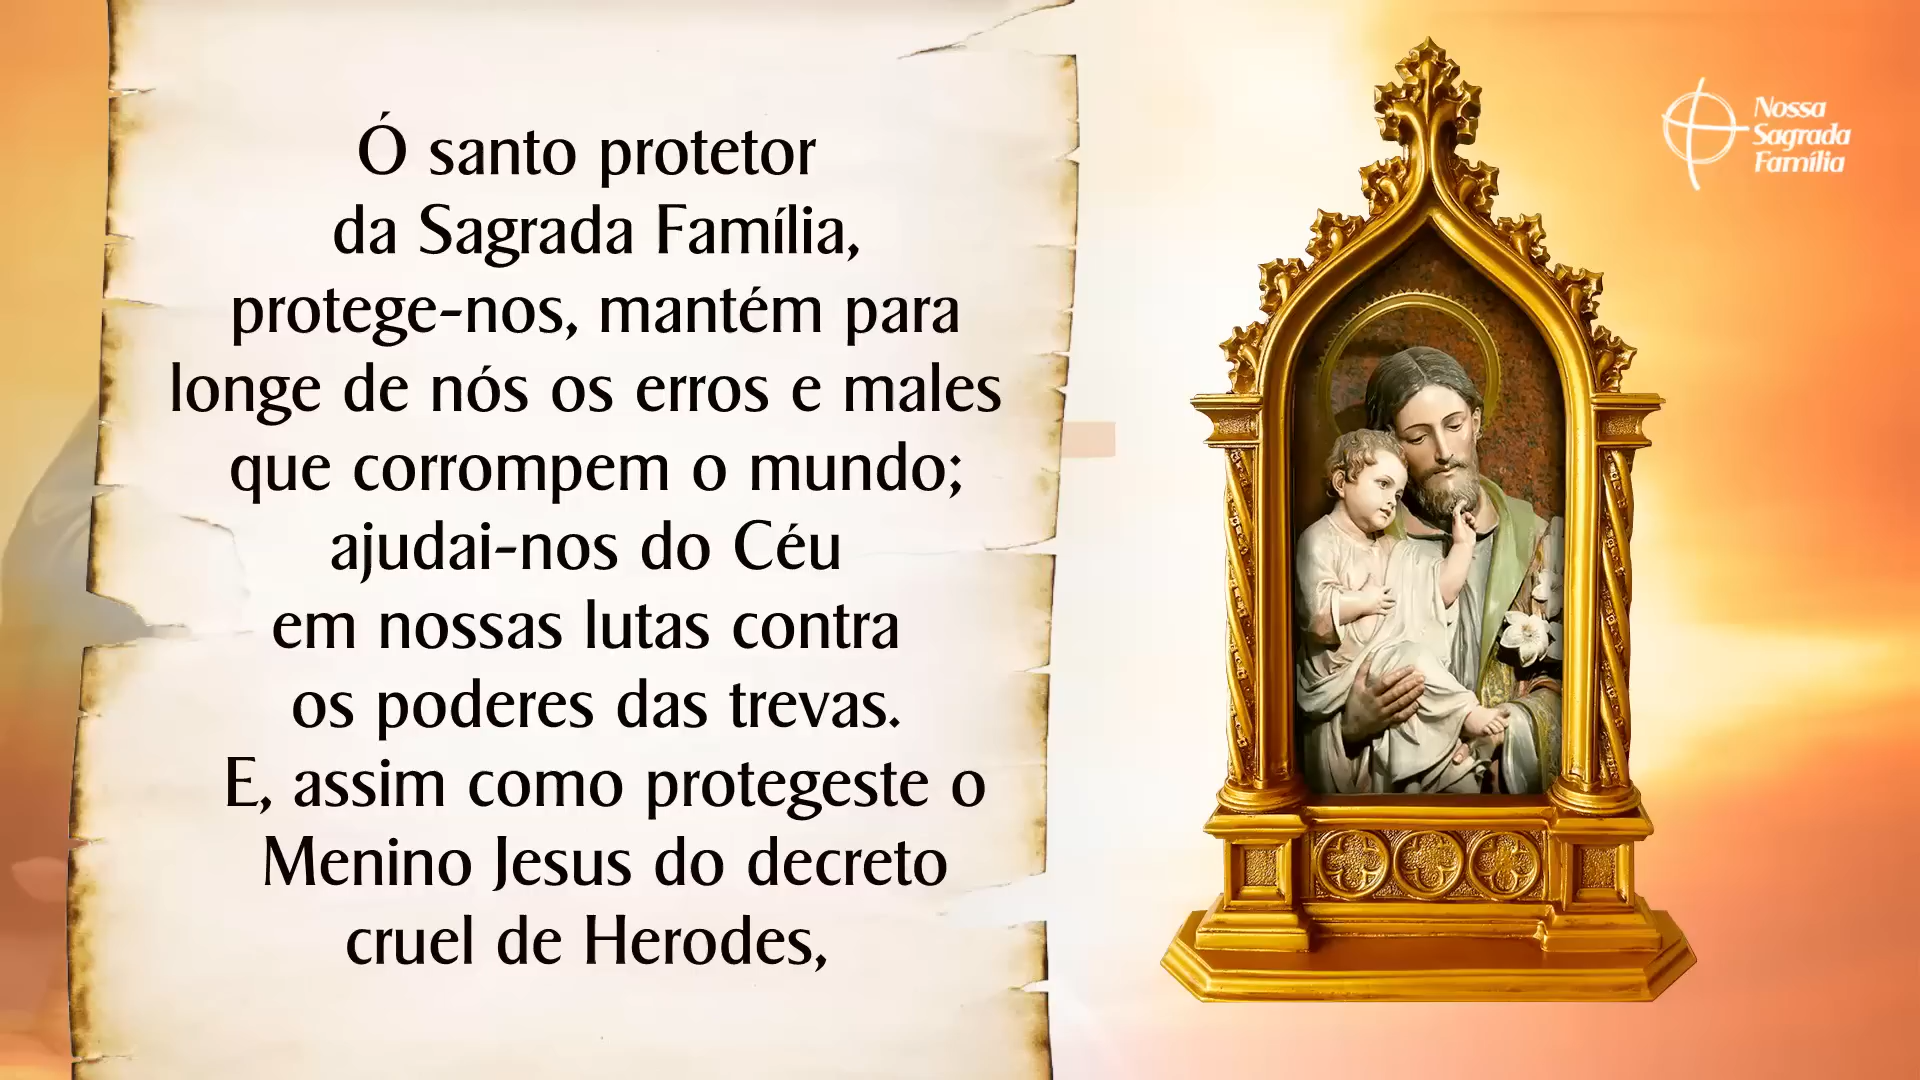 Ó santo protetor
da Sagrada Família,
protege-nos, mantém para
longe de nós os erros e males
que corrompem o mundo;
ajudai-nos do Céu
em nossas lutas contra
os poderes das trevas.
E, assim como protegeste o
Menino Jesus do decreto
cruel de Herodes,
Nossa
Sagrada
Família